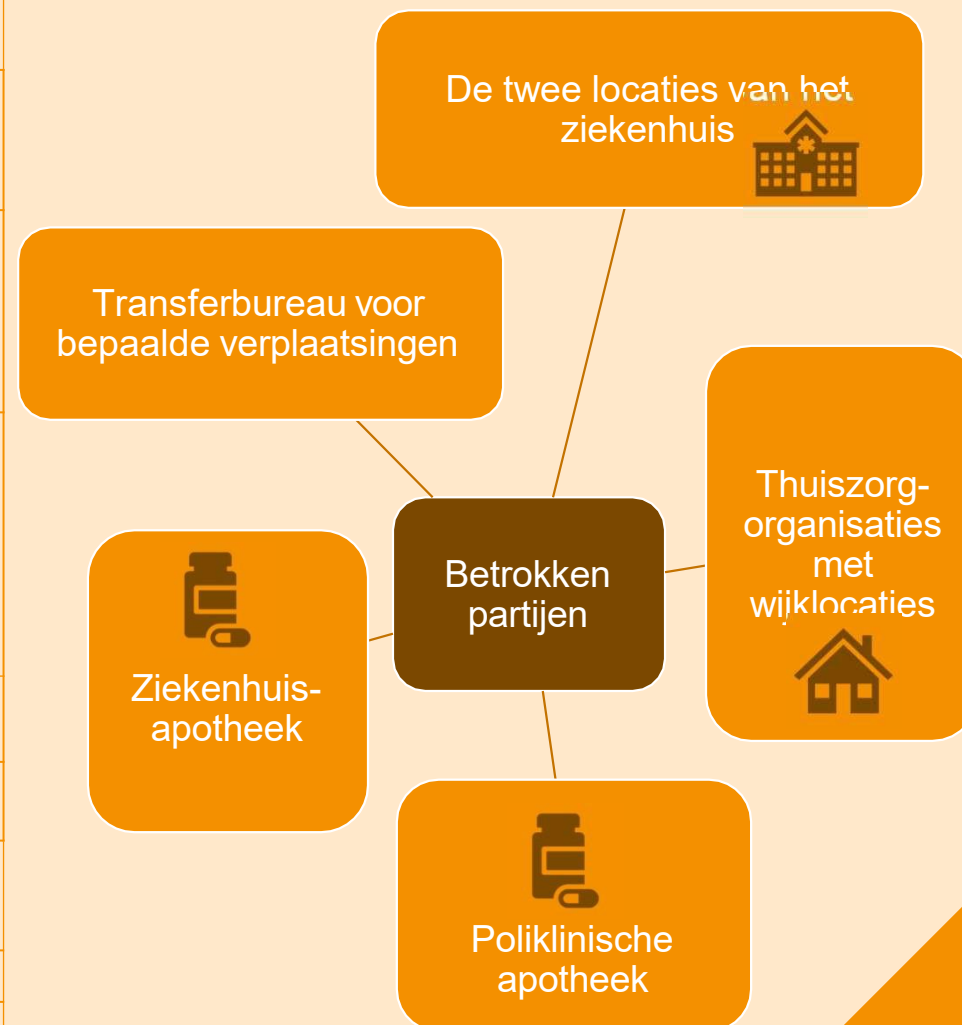 De twee locaties van het
ziekenhuis
Transferbureau voor
bepaalde verplaatsingen
Thuiszorg-
organisaties
met
wijklocaties
Betrokken
partijen
Ziekenhuis-
apotheek
Poliklinische
apotheek